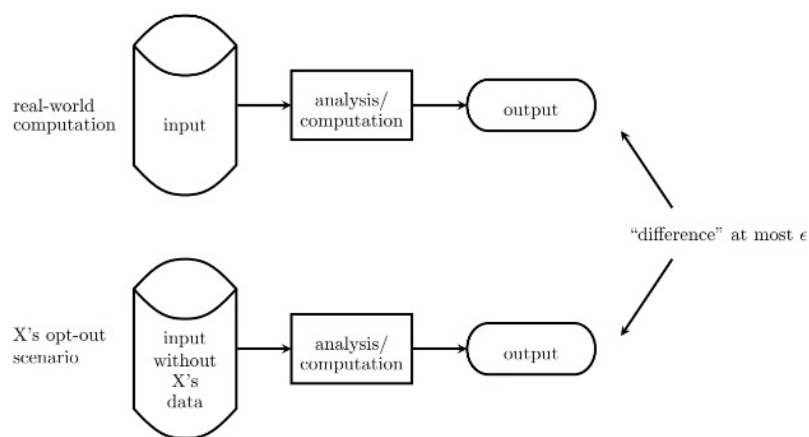 real-world
computation
input
analysis/
computation
output
"difference" at most ϵ
X's opt-out
scenario
input
without
X's
data
analysis/
computation
output